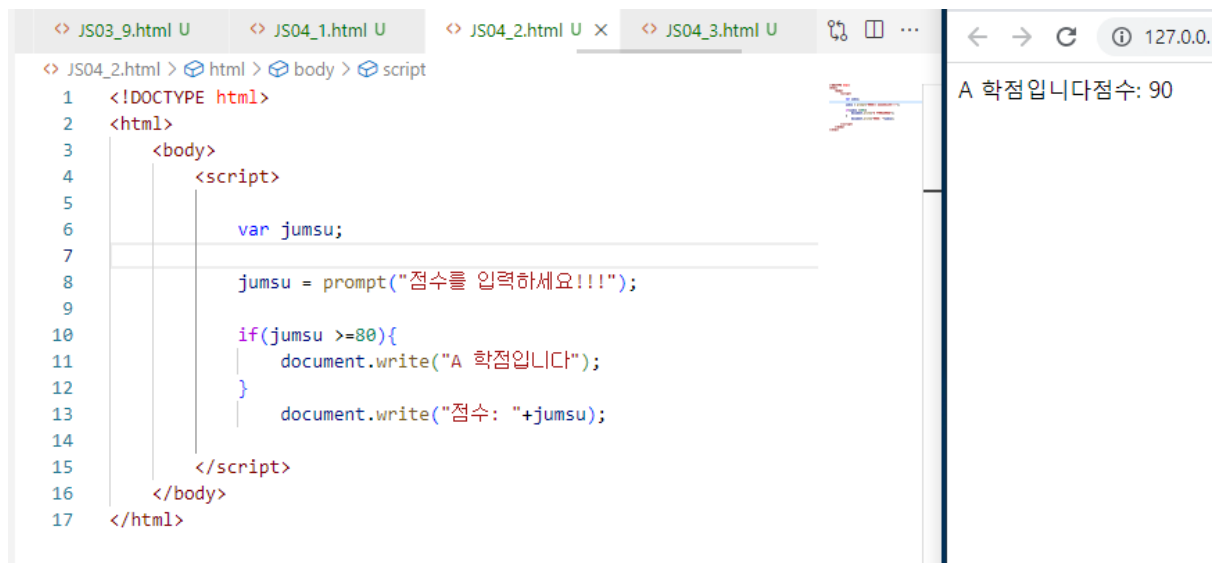 JS03_9.html U
JS04_1.html U
JS04_2.html U
JS04_3.html U
JS04_2.html > html > body > script
1 <!DOCTYPE html>
2 <html>
3 <body>
4 <script>
5
6 var jumsu;
7
8 jumsu = prompt("점수를 입력하세요!!!");
9
10 if(jumsu >=80){
11 document.write("A 학점입니다");
12 }
13 document.write("점수: "+jumsu);
14
15 </script>
16 </body>
17 </html>
127.0.0.
A 학점입니다점수: 90